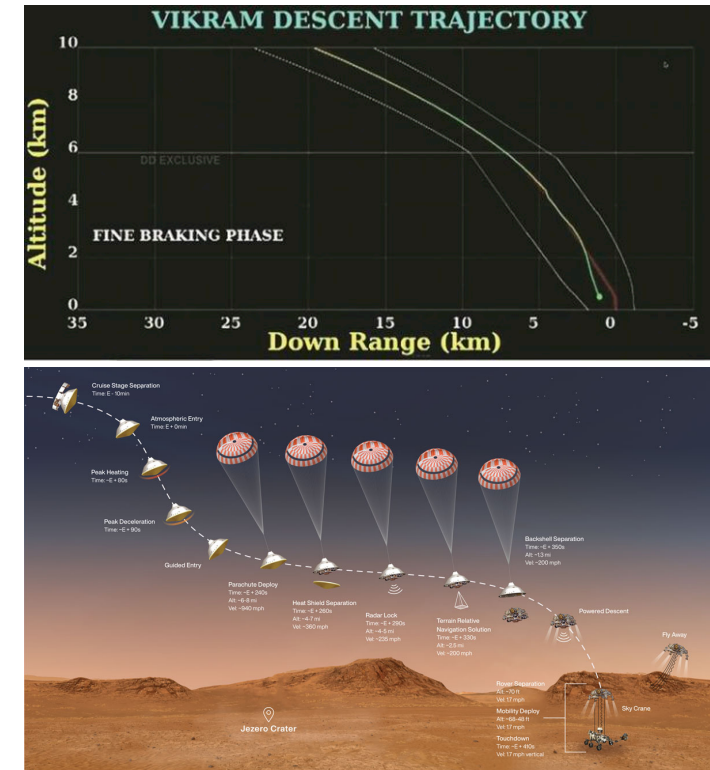 VIKRAM DESCENT TRAJECTORY
Altitude (km)
10
8
6
4
2
0
DD EXCLUSIVE
FINE BRAKING PHASE
35 30 25 20 15 10 5 0 -5
Down Range (km)
Cruise Stage Separation
Time: E - 10min
Atmospheric Entry
Time: E + 0min
Peak Heating
Time: ~E + 80s
Peak Deceleration
Time: ~E + 90s
Guided Entry
Parachute Deploy
Time: ~E + 240s
Alt: ~6-8 mi
Vel: ~940 mph
Heat Shield Separation
Time: ~E + 260s
Alt: ~4-7 mi
Vel: ~360 mph
Radar Lock
Time: ~E + 290s
Alt: ~4-5 mi
Vel: ~235 mph
Terrain Relative
Navigation Solution
Time: ~E + 330s
Alt: ~2.5 mi
Vel: ~200 mph
Backshell Separation
Time: ~E + 350s
Alt: ~1.3 mi
Vel: ~200 mph
Powered Descent
Fly Away
Rover Separation
Alt: ~70 ft
Vel: 1.7 mph
Sky Crane
Mobility Deploy
Alt: ~68-46 ft
Vel: 1.7 mph
Touchdown
Time: ~E + 410s
Vel: 1.7 mph vertical
Jezero Crater